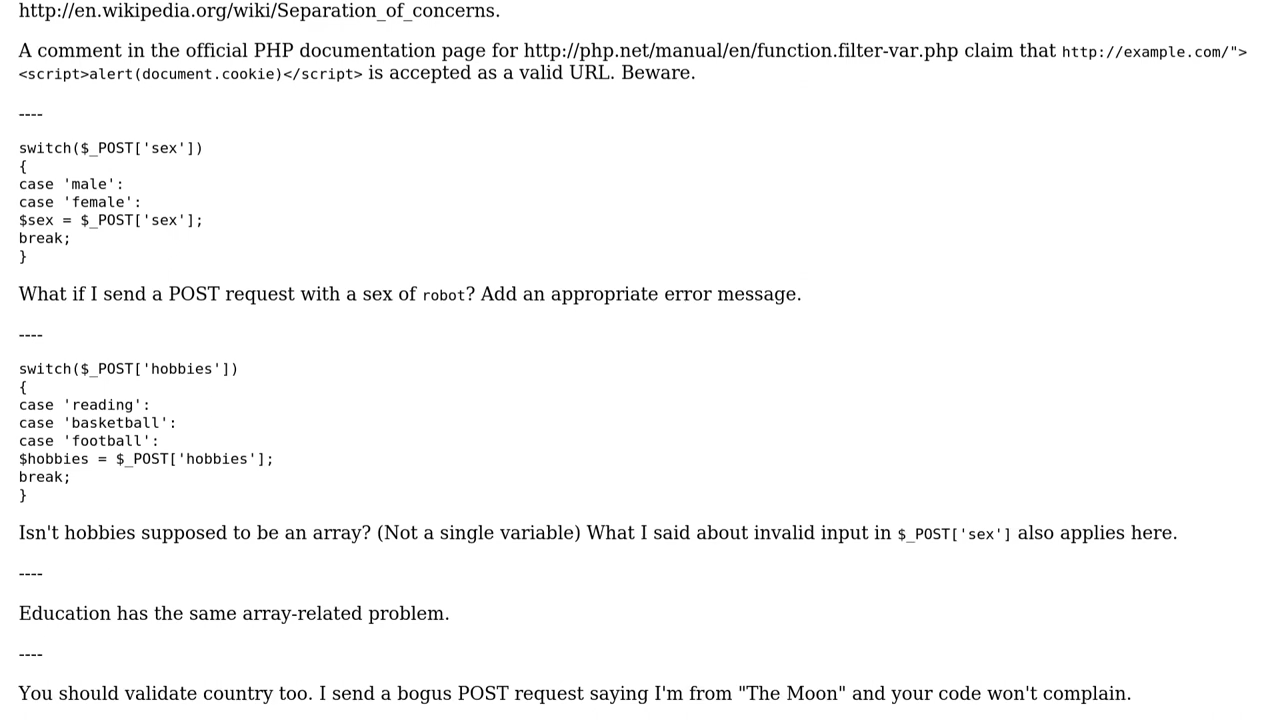 http://en.wikipedia.org/wiki/Separation_of_concerns.
A comment in the official PHP documentation page for http://php.net/manual/en/function.filter-var.php claim that http://example.com/">
<script>alert(document.cookie)</script> is accepted as a valid URL. Beware.
----
switch($_POST['sex'])
{
case 'male':
case 'female':
$sex = $_POST['sex'];
break;
}
What if I send a POST request with a sex of robot? Add an appropriate error message.
----
switch($_POST['hobbies'])
{
case 'reading':
case 'basketball':
case 'football':
$hobbies = $_POST['hobbies'];
break;
}
Isn't hobbies supposed to be an array? (Not a single variable) What I said about invalid input in $_POST['sex'] also applies here.
----
Education has the same array-related problem.
----
You should validate country too. I send a bogus POST request saying I'm from "The Moon" and your code won't complain.